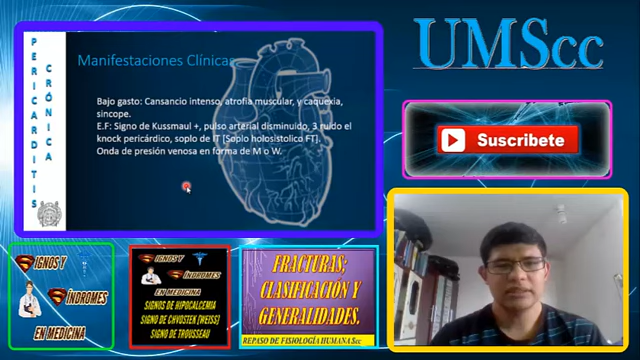 PERICARDITIS
CRÓNICA
Manifestaciones Clínicas
Bajo gasto: Cansancio intenso, atrofia muscular, y caquexia,
sincope.
E.F: Signo de Kussmaul +, pulso arterial disminuido, 3 ruido el
knock pericárdico, soplo de IT [Soplo holosistolico FT].
Onda de presión venosa en forma de M o W.
UMScc
Suscribete
SIGNOS Y
SÍNDROMES
EN MEDICINA
SIGNOS Y
SÍNDROMES
EN MEDICINA
SIGNOS DE HIPOCALCEMIA
SIGNO DE CHVOSTEK [WEISS]
SIGNO DE TROUSSEAU
FRACTURAS;
CLASIFICACIÓN Y
GENERALIDADES.
REPASO DE FISIOLOGÍA HUMANA Scc